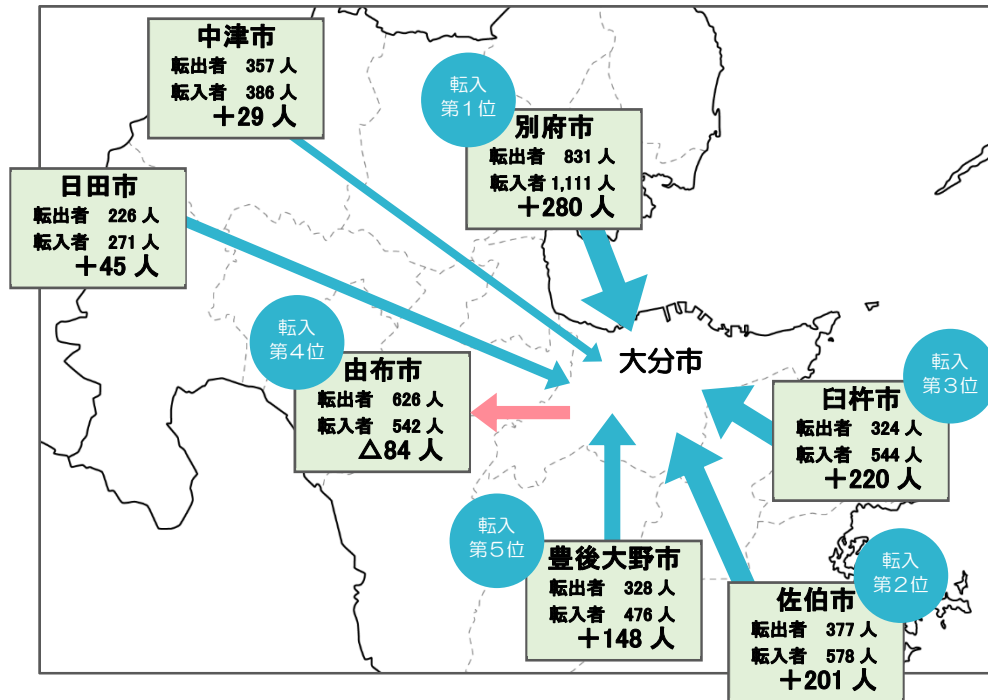 中津市
転出者 357 人
転入者 386 人
+29 人
転入
第1位
別府市
転出者 831 人
転入者 1,111 人
+280 人
日田市
転出者 226 人
転入者 271 人
+45 人
転入
第4位
由布市
転出者 626 人
転入者 542 人
△84 人
大分市
転入
第3位
臼杵市
転出者 324 人
転入者 544 人
+220 人
転入
第5位
豊後大野市
転出者 328 人
転入者 476 人
+148 人
転入
第2位
佐伯市
転出者 377 人
転入者 578 人
+201 人